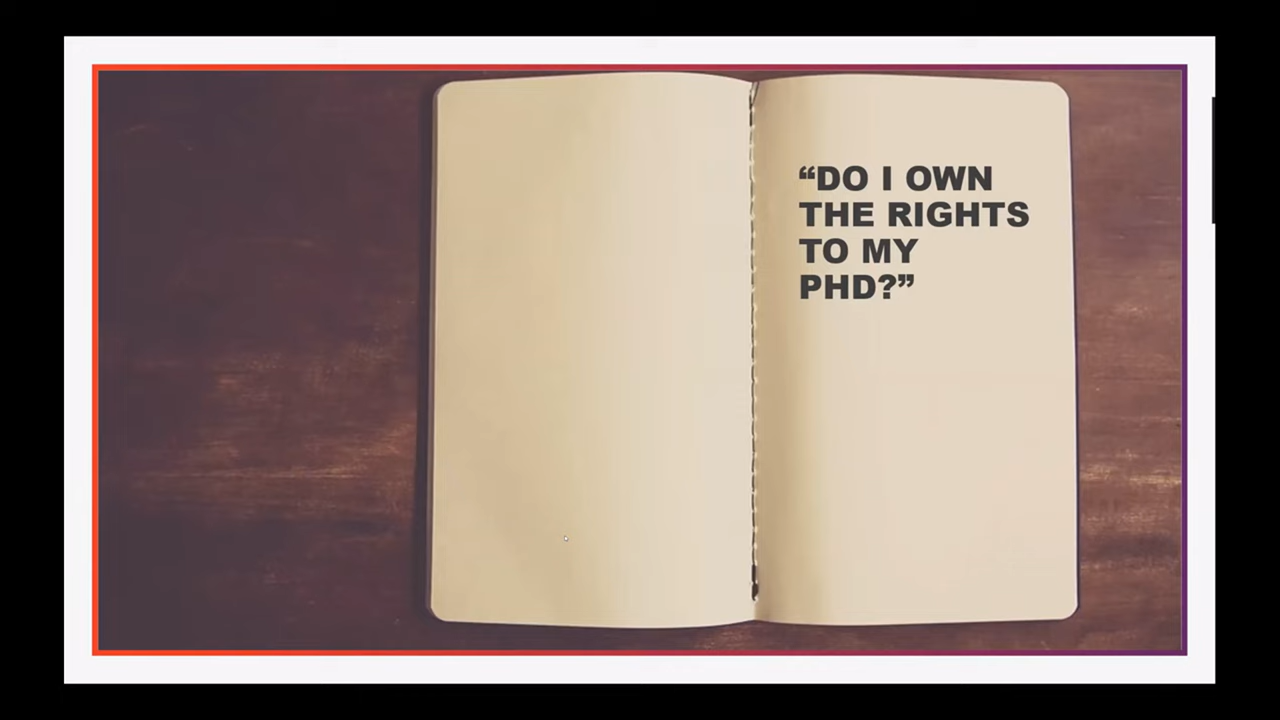 “DO I OWN
THE RIGHTS
TO MY
PHD?”